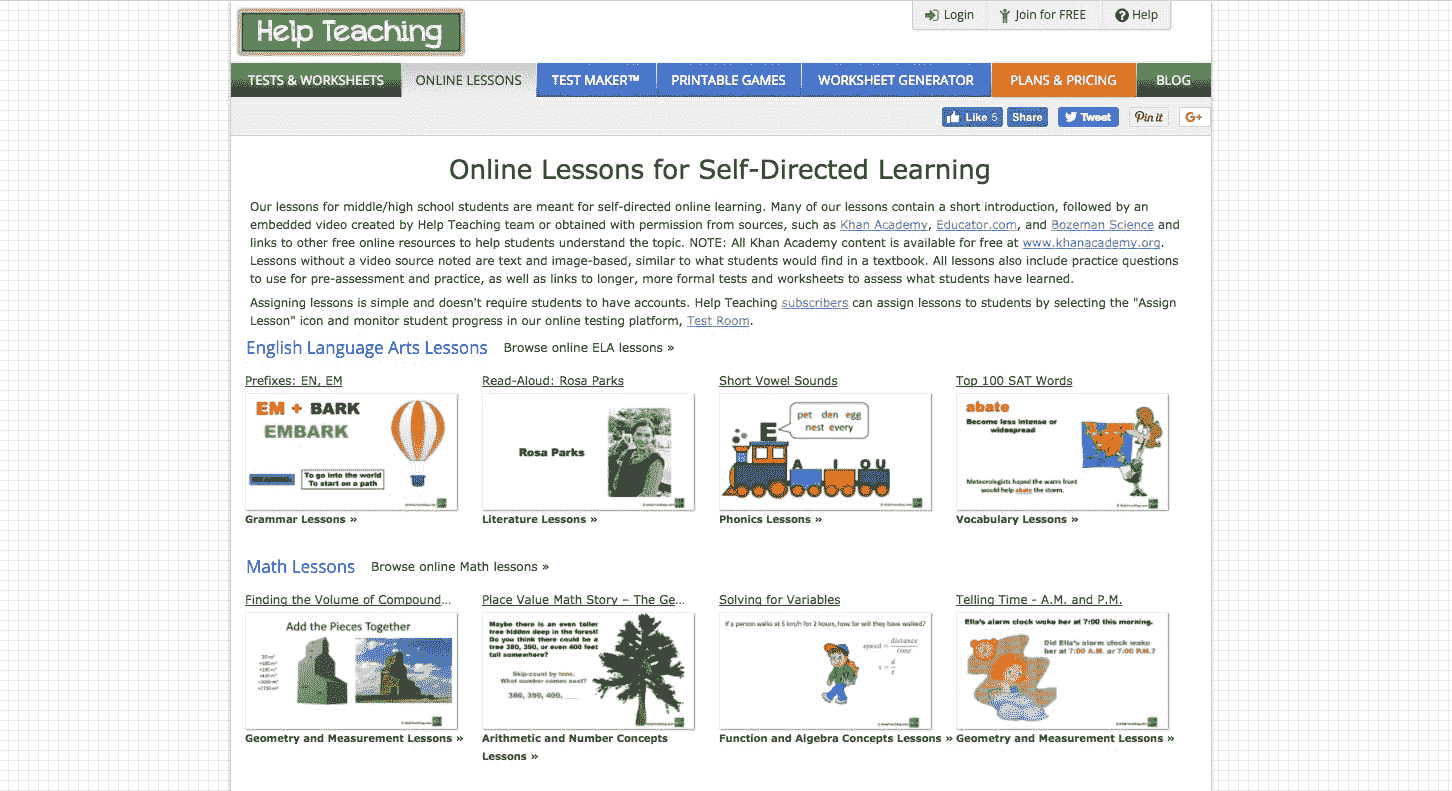 Help Teaching
Login Join for FREE Help
TESTS & WORKSHEETS ONLINE LESSONS TEST MAKER™ PRINTABLE GAMES WORKSHEET GENERATOR PLANS & PRICING BLOG
Like 5 Share Tweet Pin it G+
Online Lessons for Self-Directed Learning
Our lessons for middle/high school students are meant for self-directed online learning. Many of our lessons contain a short introduction, followed by an
embedded video created by Help Teaching team or obtained with permission from sources, such as Khan Academy, Educator.com, and Bozeman Science and
links to other free online resources to help students understand the topic. NOTE: All Khan Academy content is available for free at www.khanacademy.org.
Lessons without a video source noted are text and image-based, similar to what students would find in a textbook. All lessons also include practice questions
to use for pre-assessment and practice, as well as links to longer, more formal tests and worksheets to assess what students have learned.
Assigning lessons is simple and doesn't require students to have accounts. Help Teaching subscribers can assign lessons to students by selecting the "Assign
Lesson" icon and monitor student progress in our online testing platform, Test Room.
English Language Arts Lessons Browse online ELA lessons »
Prefixes: EN, EM
EM + BARK
EMBARK
MEANING:
To go into the world
To start on a path
Grammar Lessons »
Read-Aloud: Rosa Parks
Rosa Parks
Literature Lessons »
Short Vowel Sounds
pet den egg
nest every
E
A I O U
Phonics Lessons »
Top 100 SAT Words
abate
Become less intense or
widespread
Meteorologists hoped the warm front
would help abate the storm.
Vocabulary Lessons »
Math Lessons Browse online Math lessons »
Finding the Volume of Compound...
Add the Pieces Together
Geometry and Measurement Lessons »
Place Value Math Story – The Ge...
Maybe there is an even taller
tree hidden deep in the forest!
Do you think there could be a
tree 380, 390, or even 400 feet
tall somewhere?
Skip-count by tens.
What number comes next?
380, 390, 400, ___
Arithmetic and Number Concepts
Lessons »
Solving for Variables
If a person walks at 5 km/h for 2 hours, how far will they have walked?
speed = distance/time
s = d/t
Function and Algebra Concepts Lessons »
Telling Time - A.M. and P.M.
Ella's alarm clock woke her at 7:00 this morning.
Did Ella's alarm clock wake
her at 7:00 A.M. or 7:00 P.M.?
Geometry and Measurement Lessons »